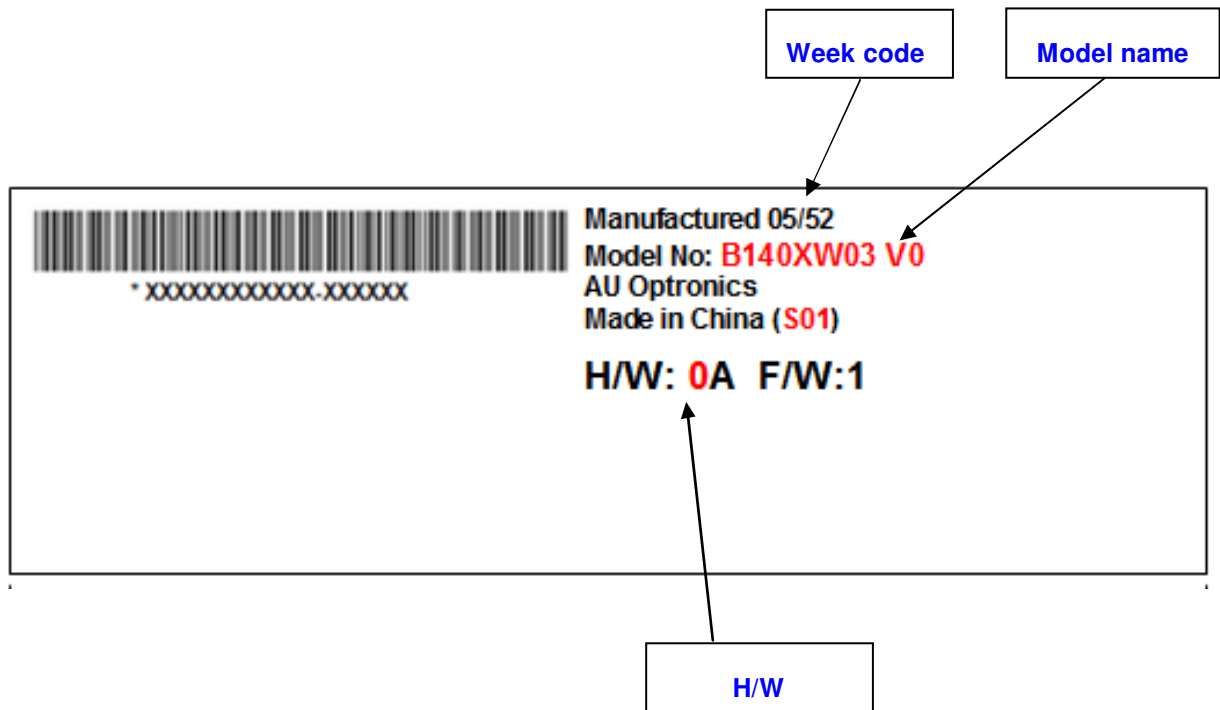 Week code
Model name
Manufactured 05/52
Model No: B140XW03 V0
* XXXXXXXXXXXX-XXXXXX
AU Optronics
Made in China (S01)
H/W: 0A F/W:1
H/W